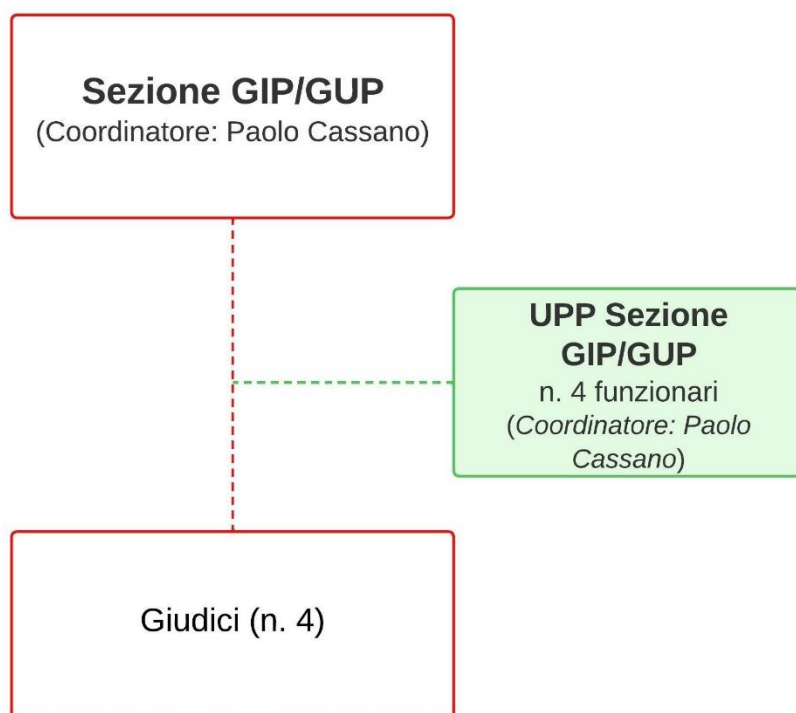 Sezione GIP/GUP
(Coordinatore: Paolo Cassano)
UPP Sezione
GIP/GUP
n. 4 funzionari
(Coordinatore: Paolo
Cassano)
Giudici (n. 4)